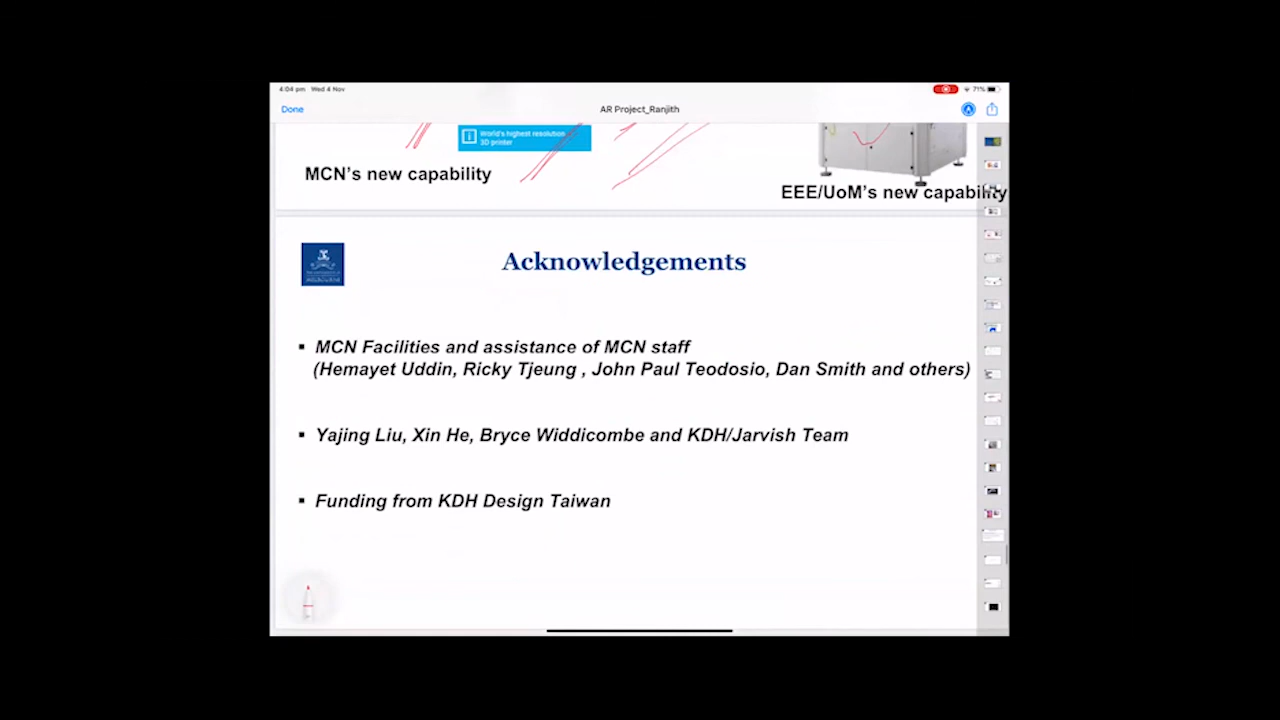 4:04 pm Wed 4 Nov
71%
Done
AR Project_Ranjith
World's highest resolution
3D printer
MCN's new capability
EEE/UoM's new capability
Acknowledgements
MELBOURNE
▪ MCN Facilities and assistance of MCN staff
(Hemayet Uddin, Ricky Tjeung , John Paul Teodosio, Dan Smith and others)
▪ Yajing Liu, Xin He, Bryce Widdicombe and KDH/Jarvish Team
▪ Funding from KDH Design Taiwan